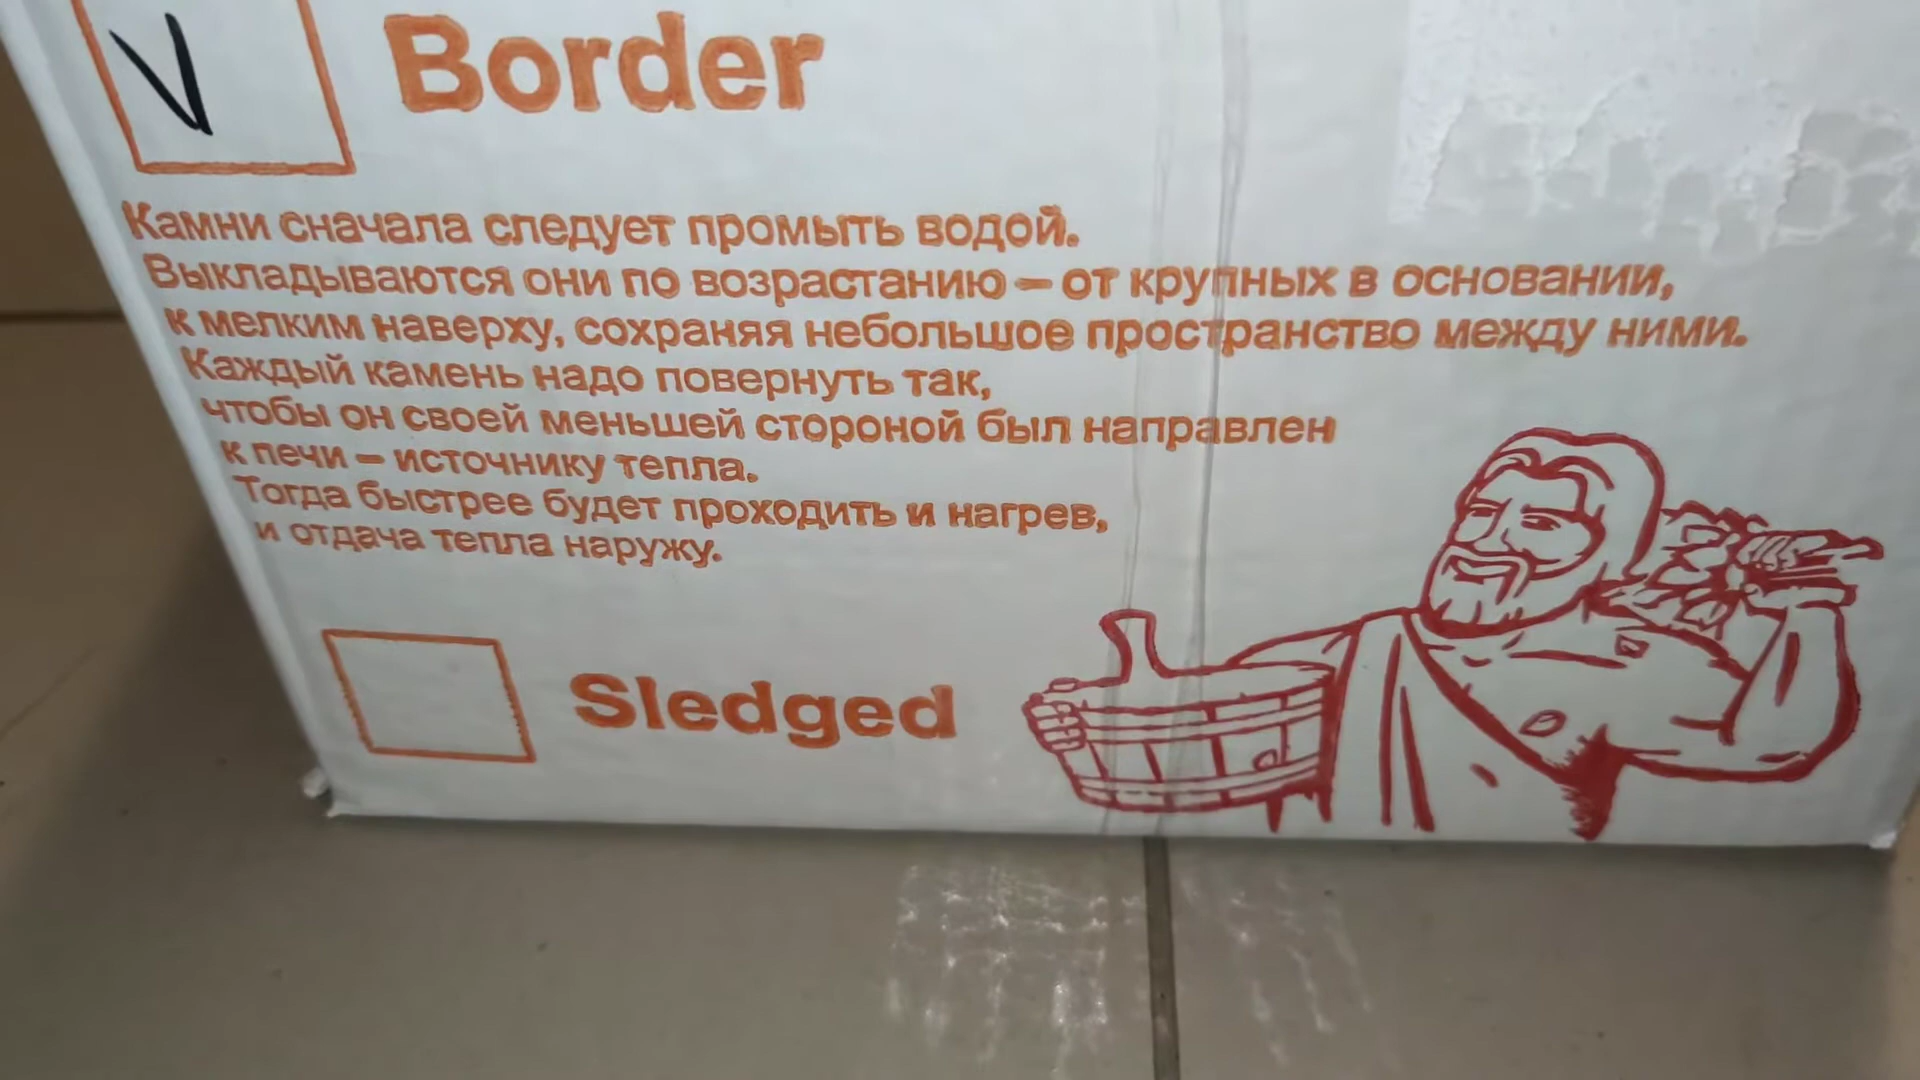 Border
Камни сначала следует промыть водой.
Выкладываются они по возрастанию – от крупных в основании,
к мелким наверху, сохраняя небольшое пространство между ними.
Каждый камень надо повернуть так,
чтобы он своей меньшей стороной был направлен
к печи – источнику тепла.
Тогда быстрее будет проходить и нагрев,
и отдача тепла наружу.
Sledged